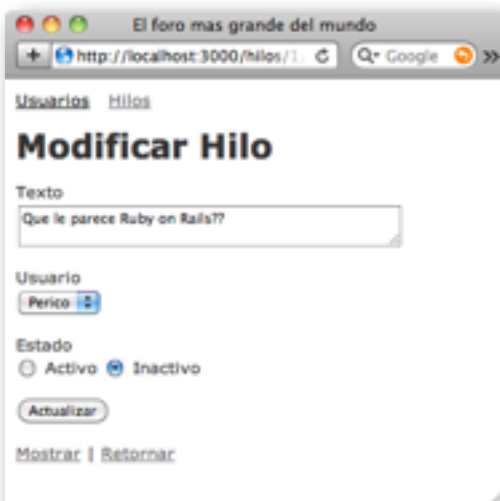 El foro mas grande del mundo
+ http://localhost:3000/hilos/1. Google »
Usuarios Hilos
Modificar Hilo
Texto
Que le parece Ruby on Rails??
Usuario
Perico
Estado
Activo Inactivo
Actualizar
Mostrar | Retornar